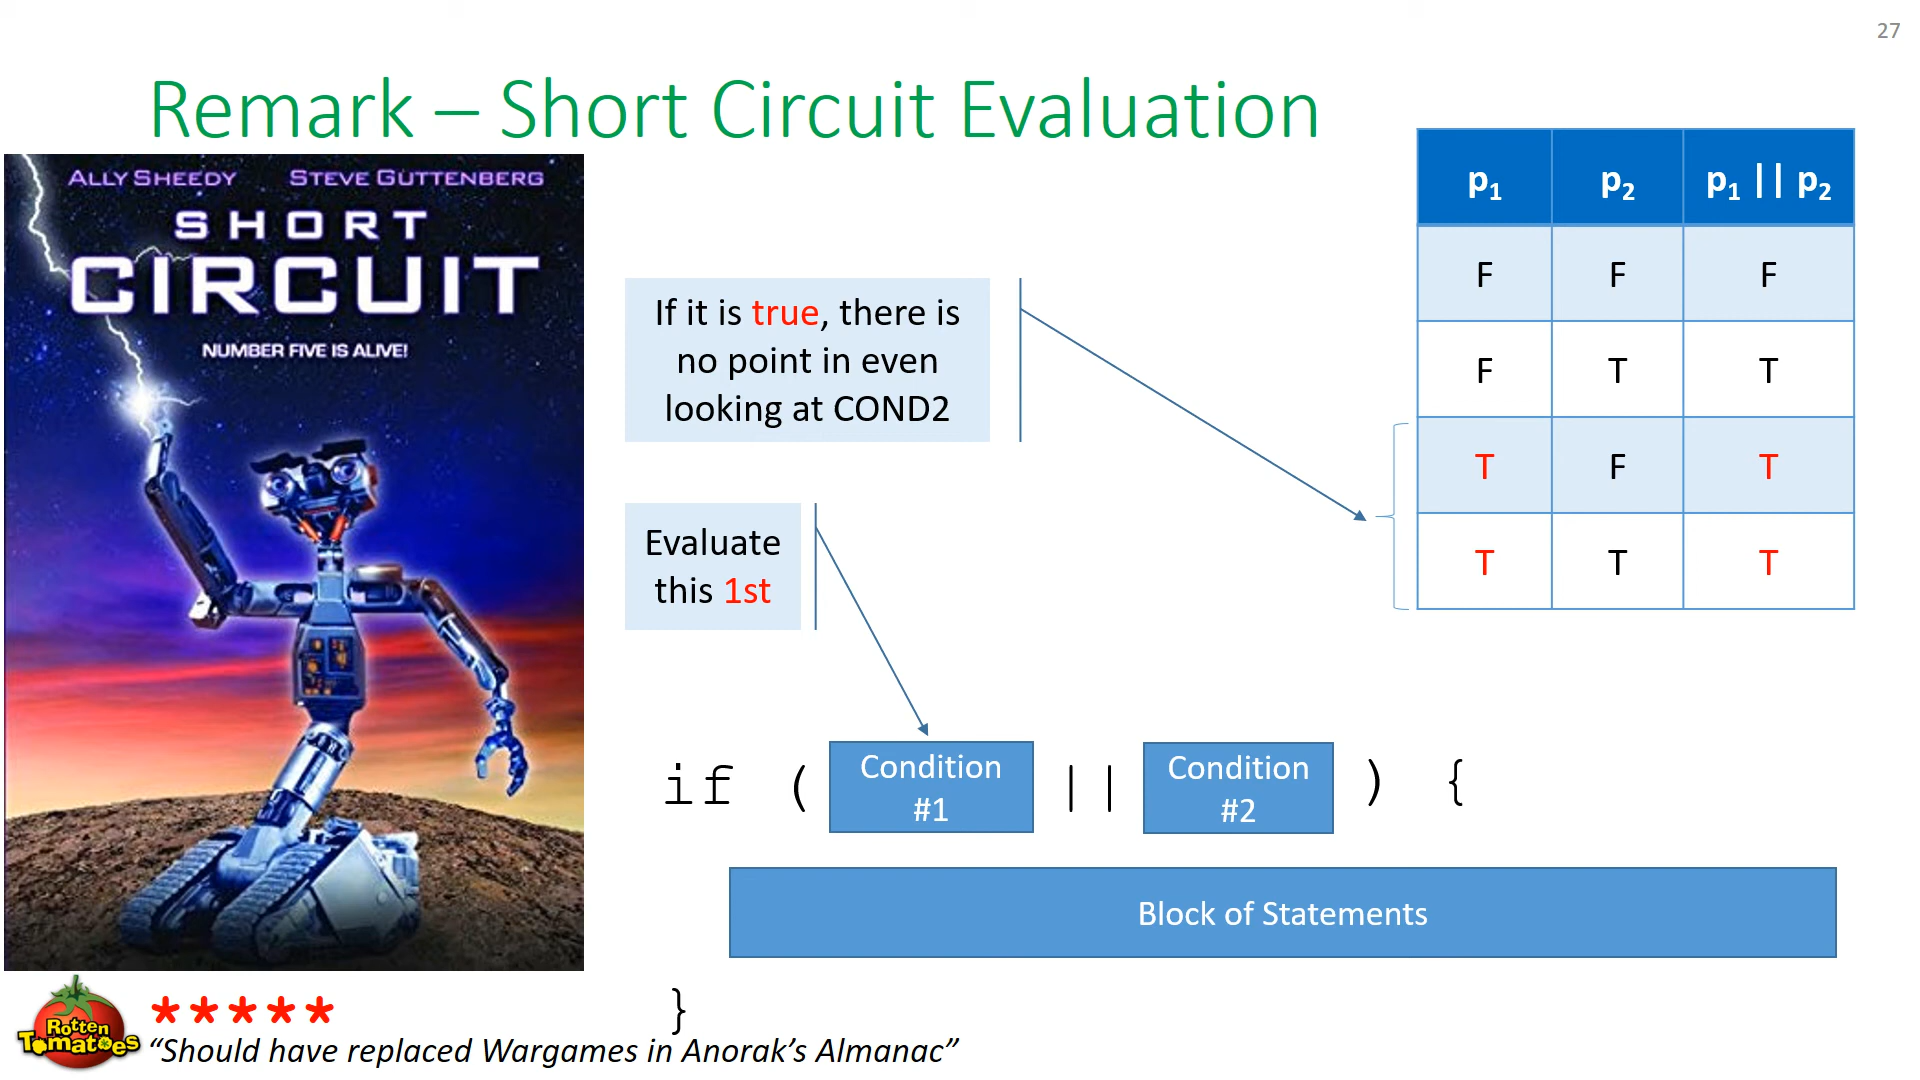 27
Remark – Short Circuit Evaluation
ALLY SHEEDY STEVE GUTTENBERG
SHORT
CIRCUIT
NUMBER FIVE IS ALIVE!
If it is true, there is
no point in even
looking at COND2
Evaluate
this 1st
p₁ p₂ p₁ || p₂
F F F
F T T
T F T
T T T
if ( Condition #1 || Condition #2 ) {
Block of Statements
}
Rotten
Tomatoes
*****
“Should have replaced Wargames in Anorak’s Almanac”